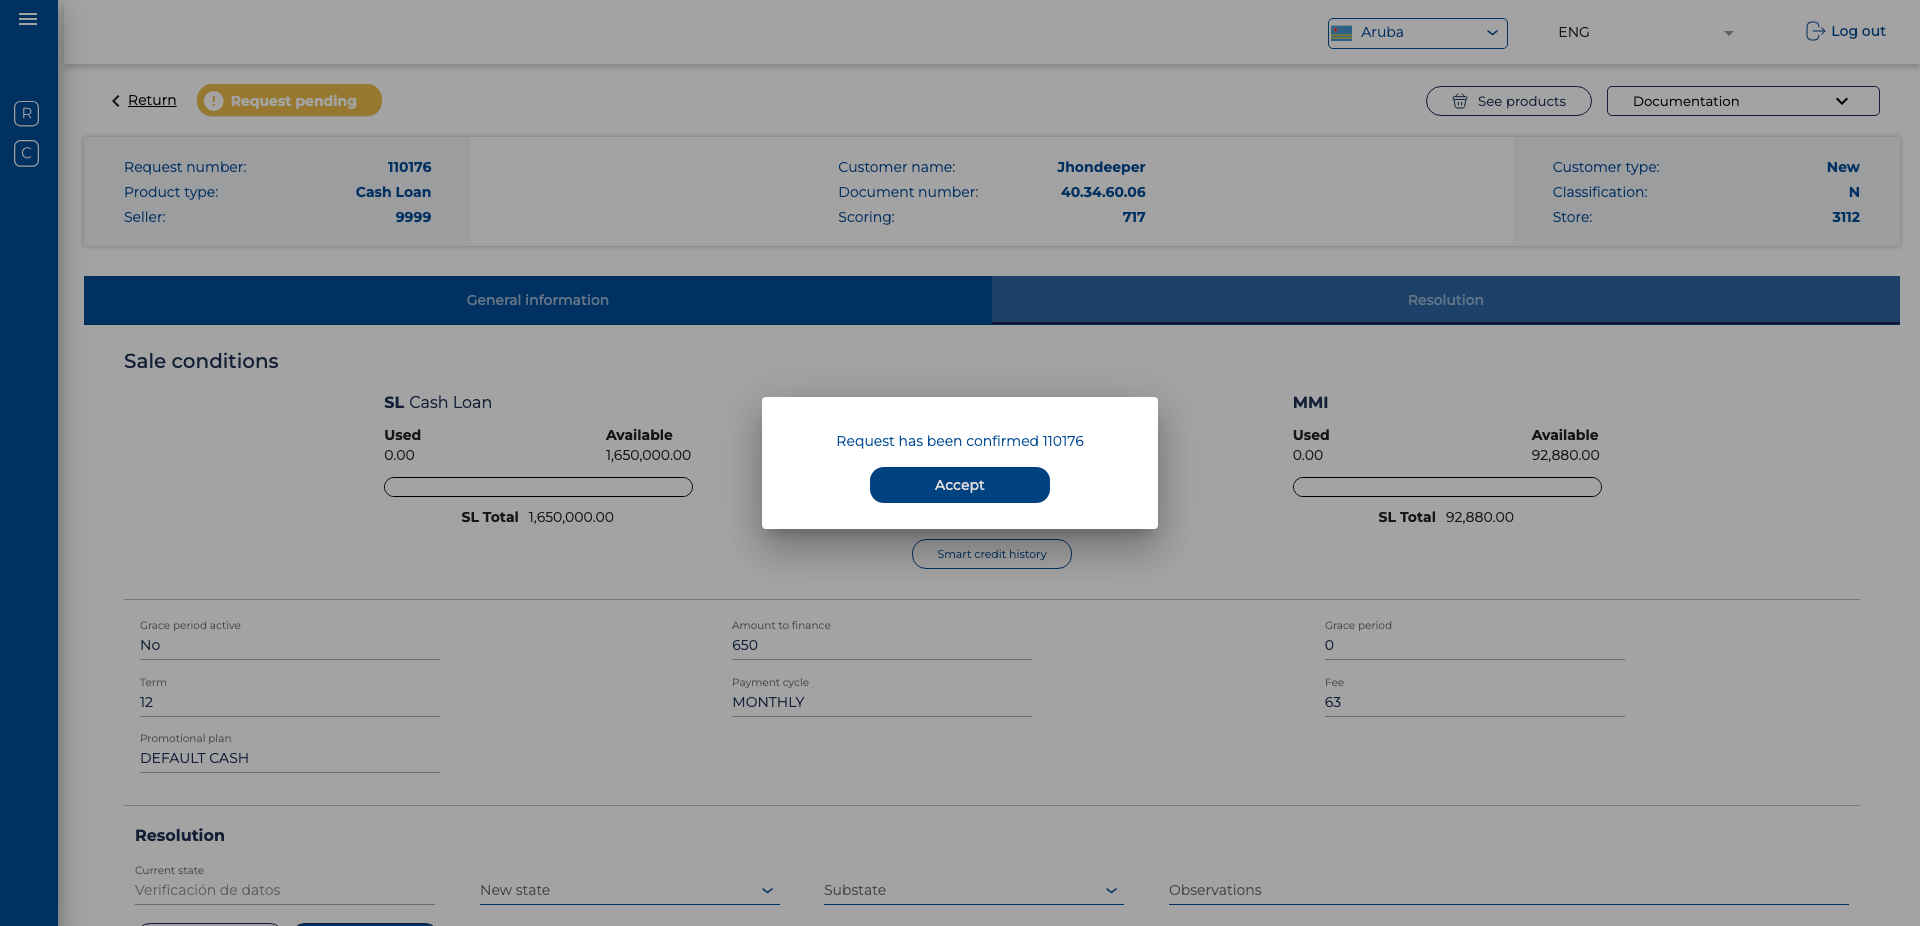 Aruba
ENG
Log out
R
C
Return
Request pending
See products
Documentation
Request number: 110176
Product type: Cash Loan
Seller: 9999
Customer name: Jhondeeper
Document number: 40.34.60.06
Scoring: 717
Customer type: New
Classification: N
Store: 3112
General information
Resolution
Sale conditions
SL Cash Loan
Used Available
0.00 1,650,000.00
SL Total 1,650,000.00
MMI
Used Available
0.00 92,880.00
SL Total 92,880.00
Request has been confirmed 110176
Accept
Smart credit history
Grace period active
No
Amount to finance
650
Grace period
0
Term
12
Payment cycle
MONTHLY
Fee
63
Promotional plan
DEFAULT CASH
Resolution
Current state
Verificación de datos
New state
Substate
Observations